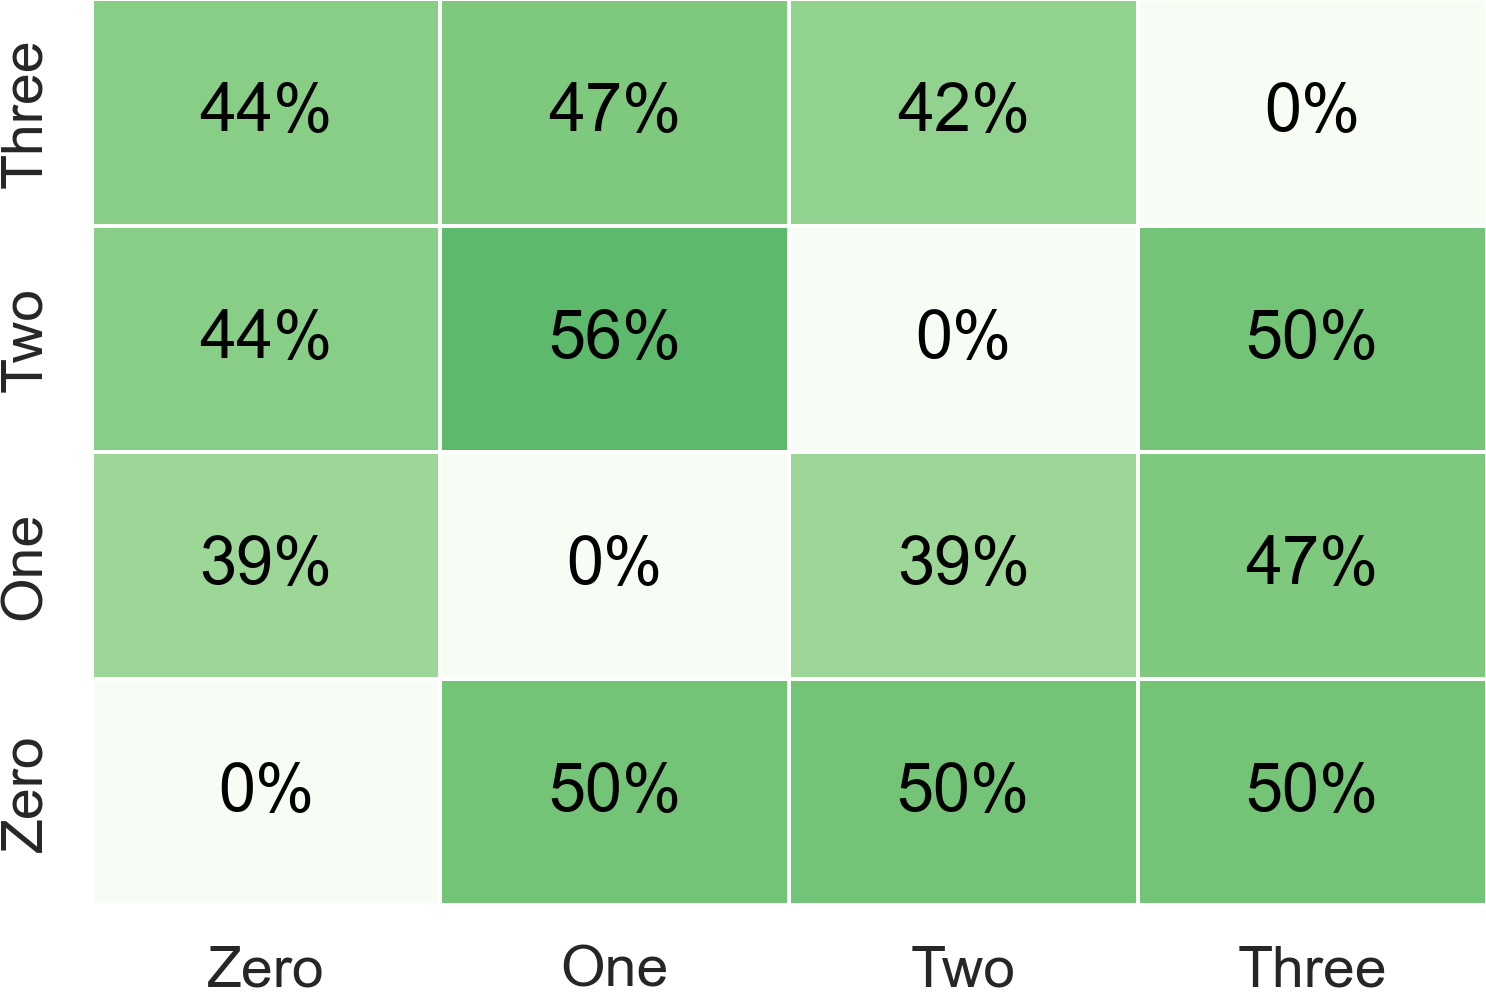 Three 44% 47% 42% 0%
Two 44% 56% 0% 50%
One 39% 0% 39% 47%
Zero 0% 50% 50% 50%
Zero One Two Three